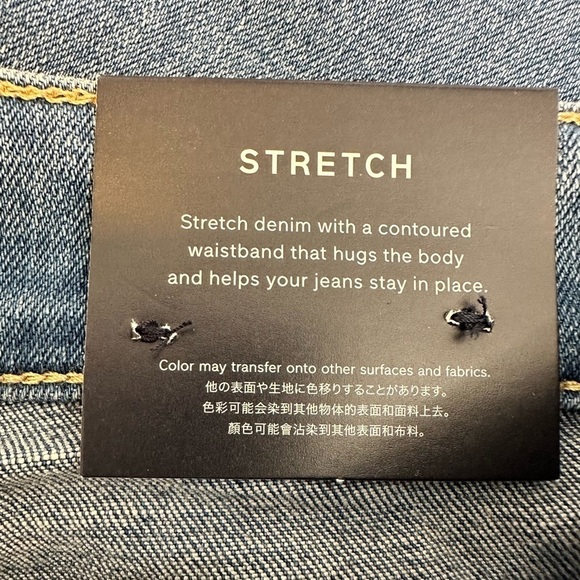 STRETCH
Stretch denim with a contoured
waistband that hugs the body
and helps your jeans stay in place.
Color may transfer onto other surfaces and fabrics.
他の表面や生地に色移りすることがあります。
色彩可能会染到其他物体的表面和面料上去。
顏色可能會沾染到其他表面和布料。